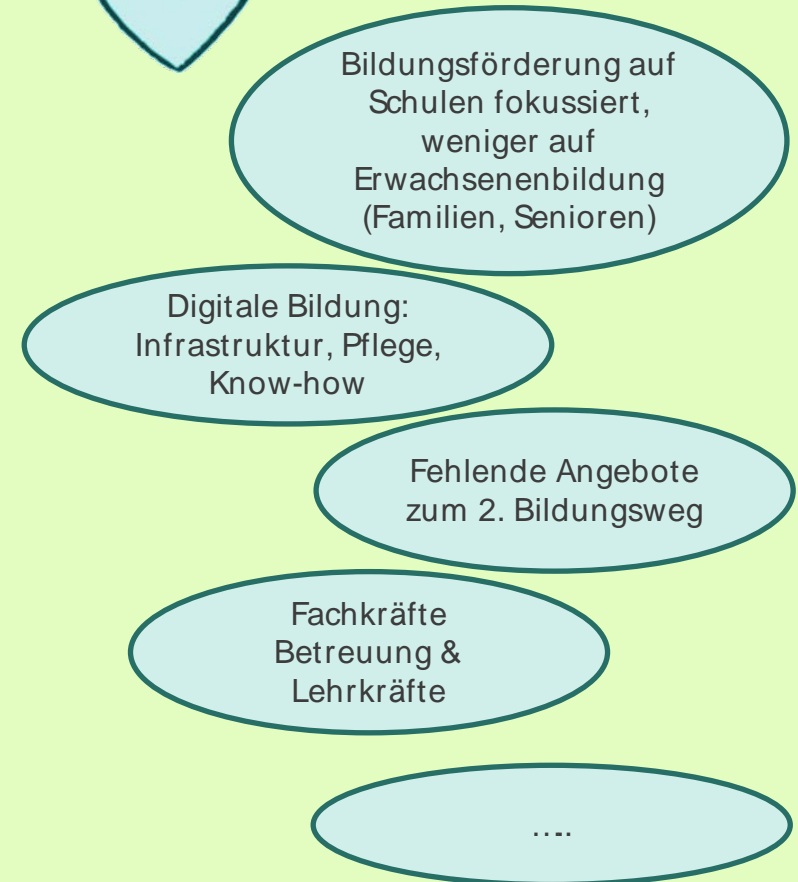 Bildungsförderung auf
Schulen fokussiert,
weniger auf
Erwachsenenbildung
(Familien, Senioren)
Digitale Bildung:
Infrastruktur, Pflege,
Know-how
Fehlende Angebote
zum 2. Bildungsweg
Fachkräfte
Betreuung &
Lehrkräfte
…..